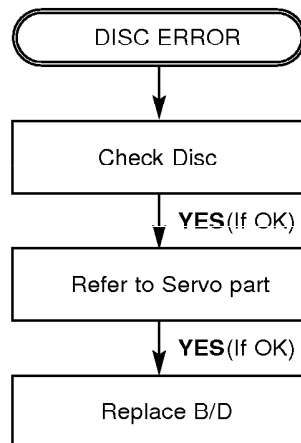 DISC ERROR
Check Disc
YES(If OK)
Refer to Servo part
YES(If OK)
Replace B/D